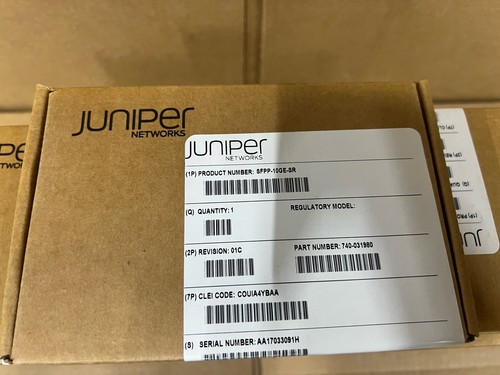 JUNIPER
NETWORKS
JUNIPER
NETWORKS
(1P) PRODUCT NUMBER: SFPP-10GE-SR
(Q) QUANTITY: 1 REGULATORY MODEL:
(2P) REVISION: 01C PART NUMBER: 740-031980
(7P) CLEI CODE: COUIA4YBAA
(S) SERIAL NUMBER: AA17033091H